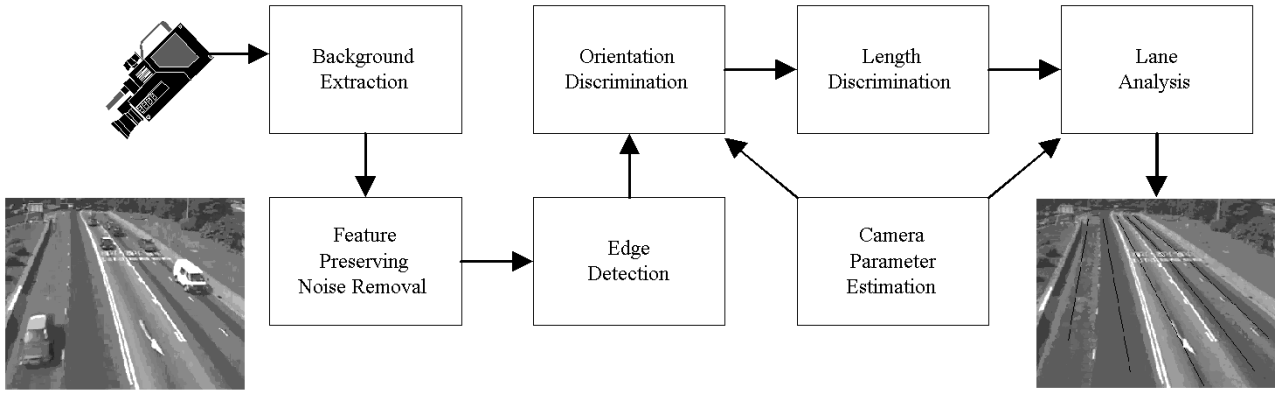 Background
Extraction
Orientation
Discrimination
Length
Discrimination
Lane
Analysis
Feature
Preserving
Noise Removal
Edge
Detection
Camera
Parameter
Estimation